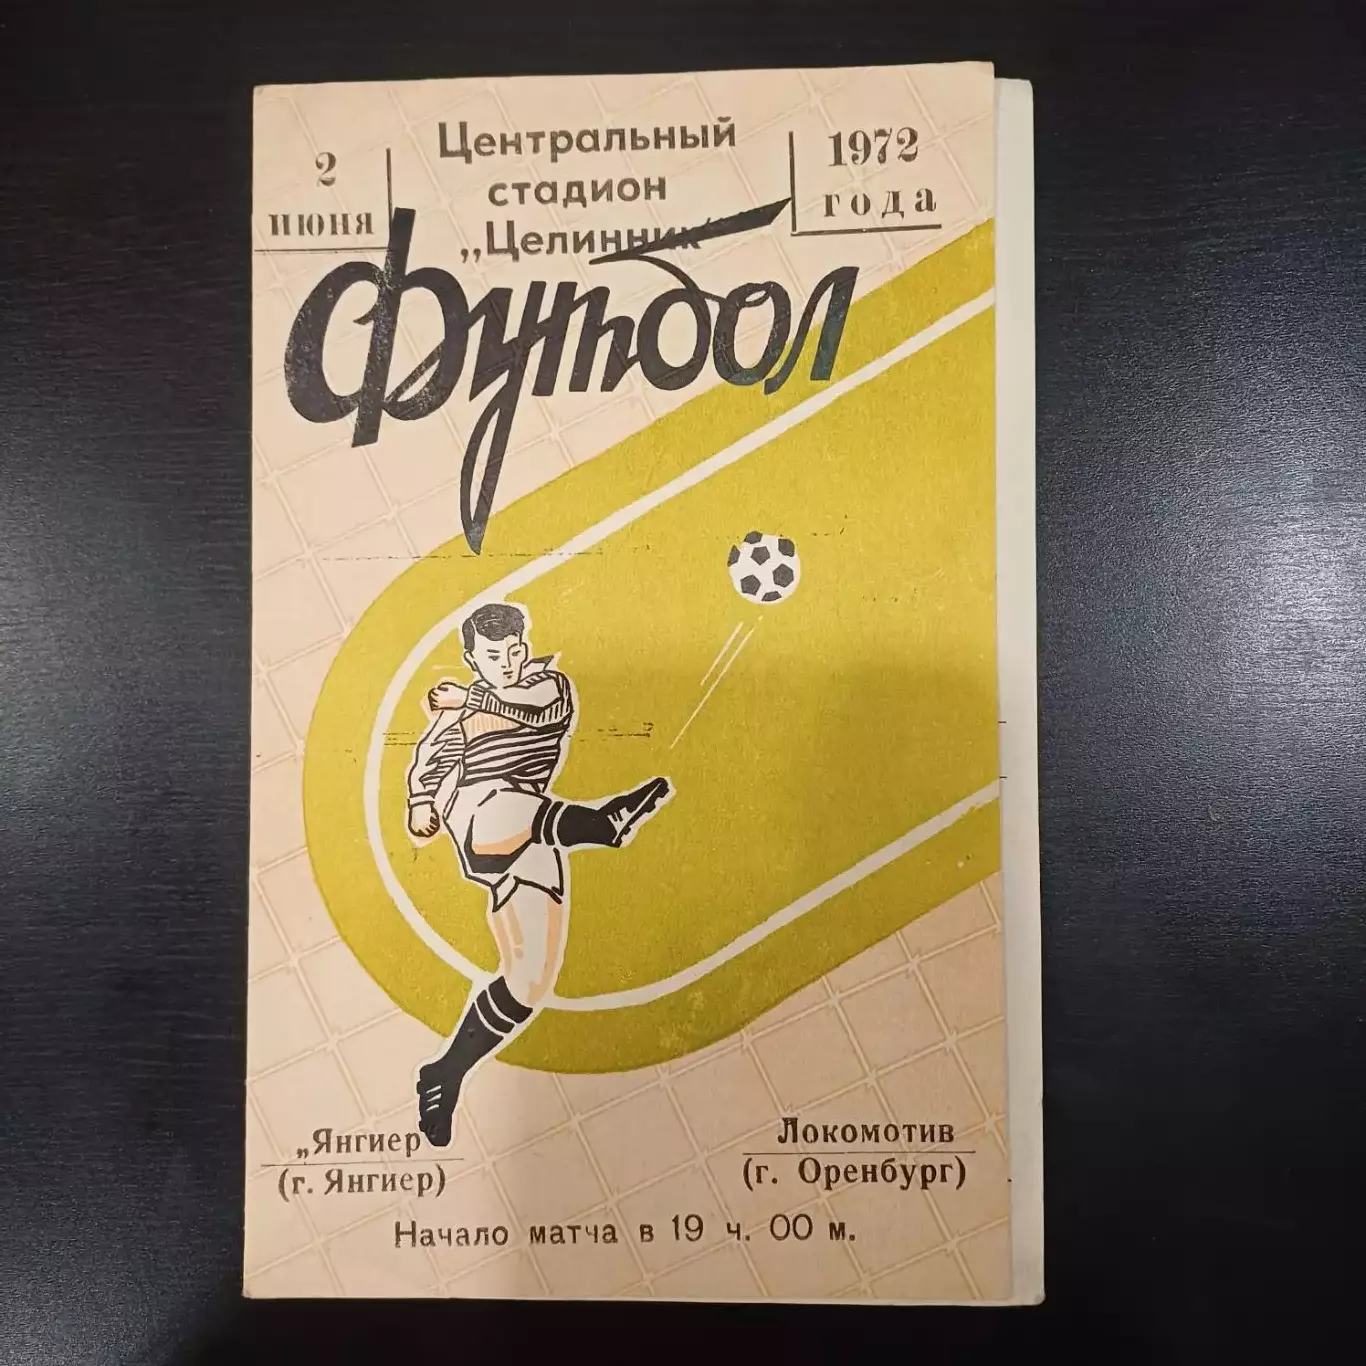 2
июня
Центральный
стадион
„Целинник"
1972
года
Футбол
„Янгиер
(г. Янгиер)
Локомотив
(г. Оренбург)
Начало матча в 19 ч. 00 м.